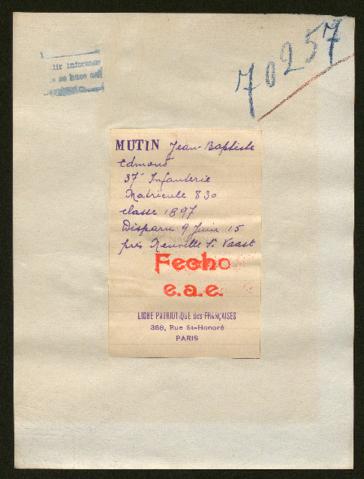 70257
MUTIN Jean-Baptiste
Edmond
37e Infanterie
Matricule 830
classe 1897
Disparu 9 Juin 15
près Neuville St Vaast
Fecho
e.a.e.
LIGUE PATRIOTIQUE des FRANÇAISES
368, Rue St-Honoré
PARIS